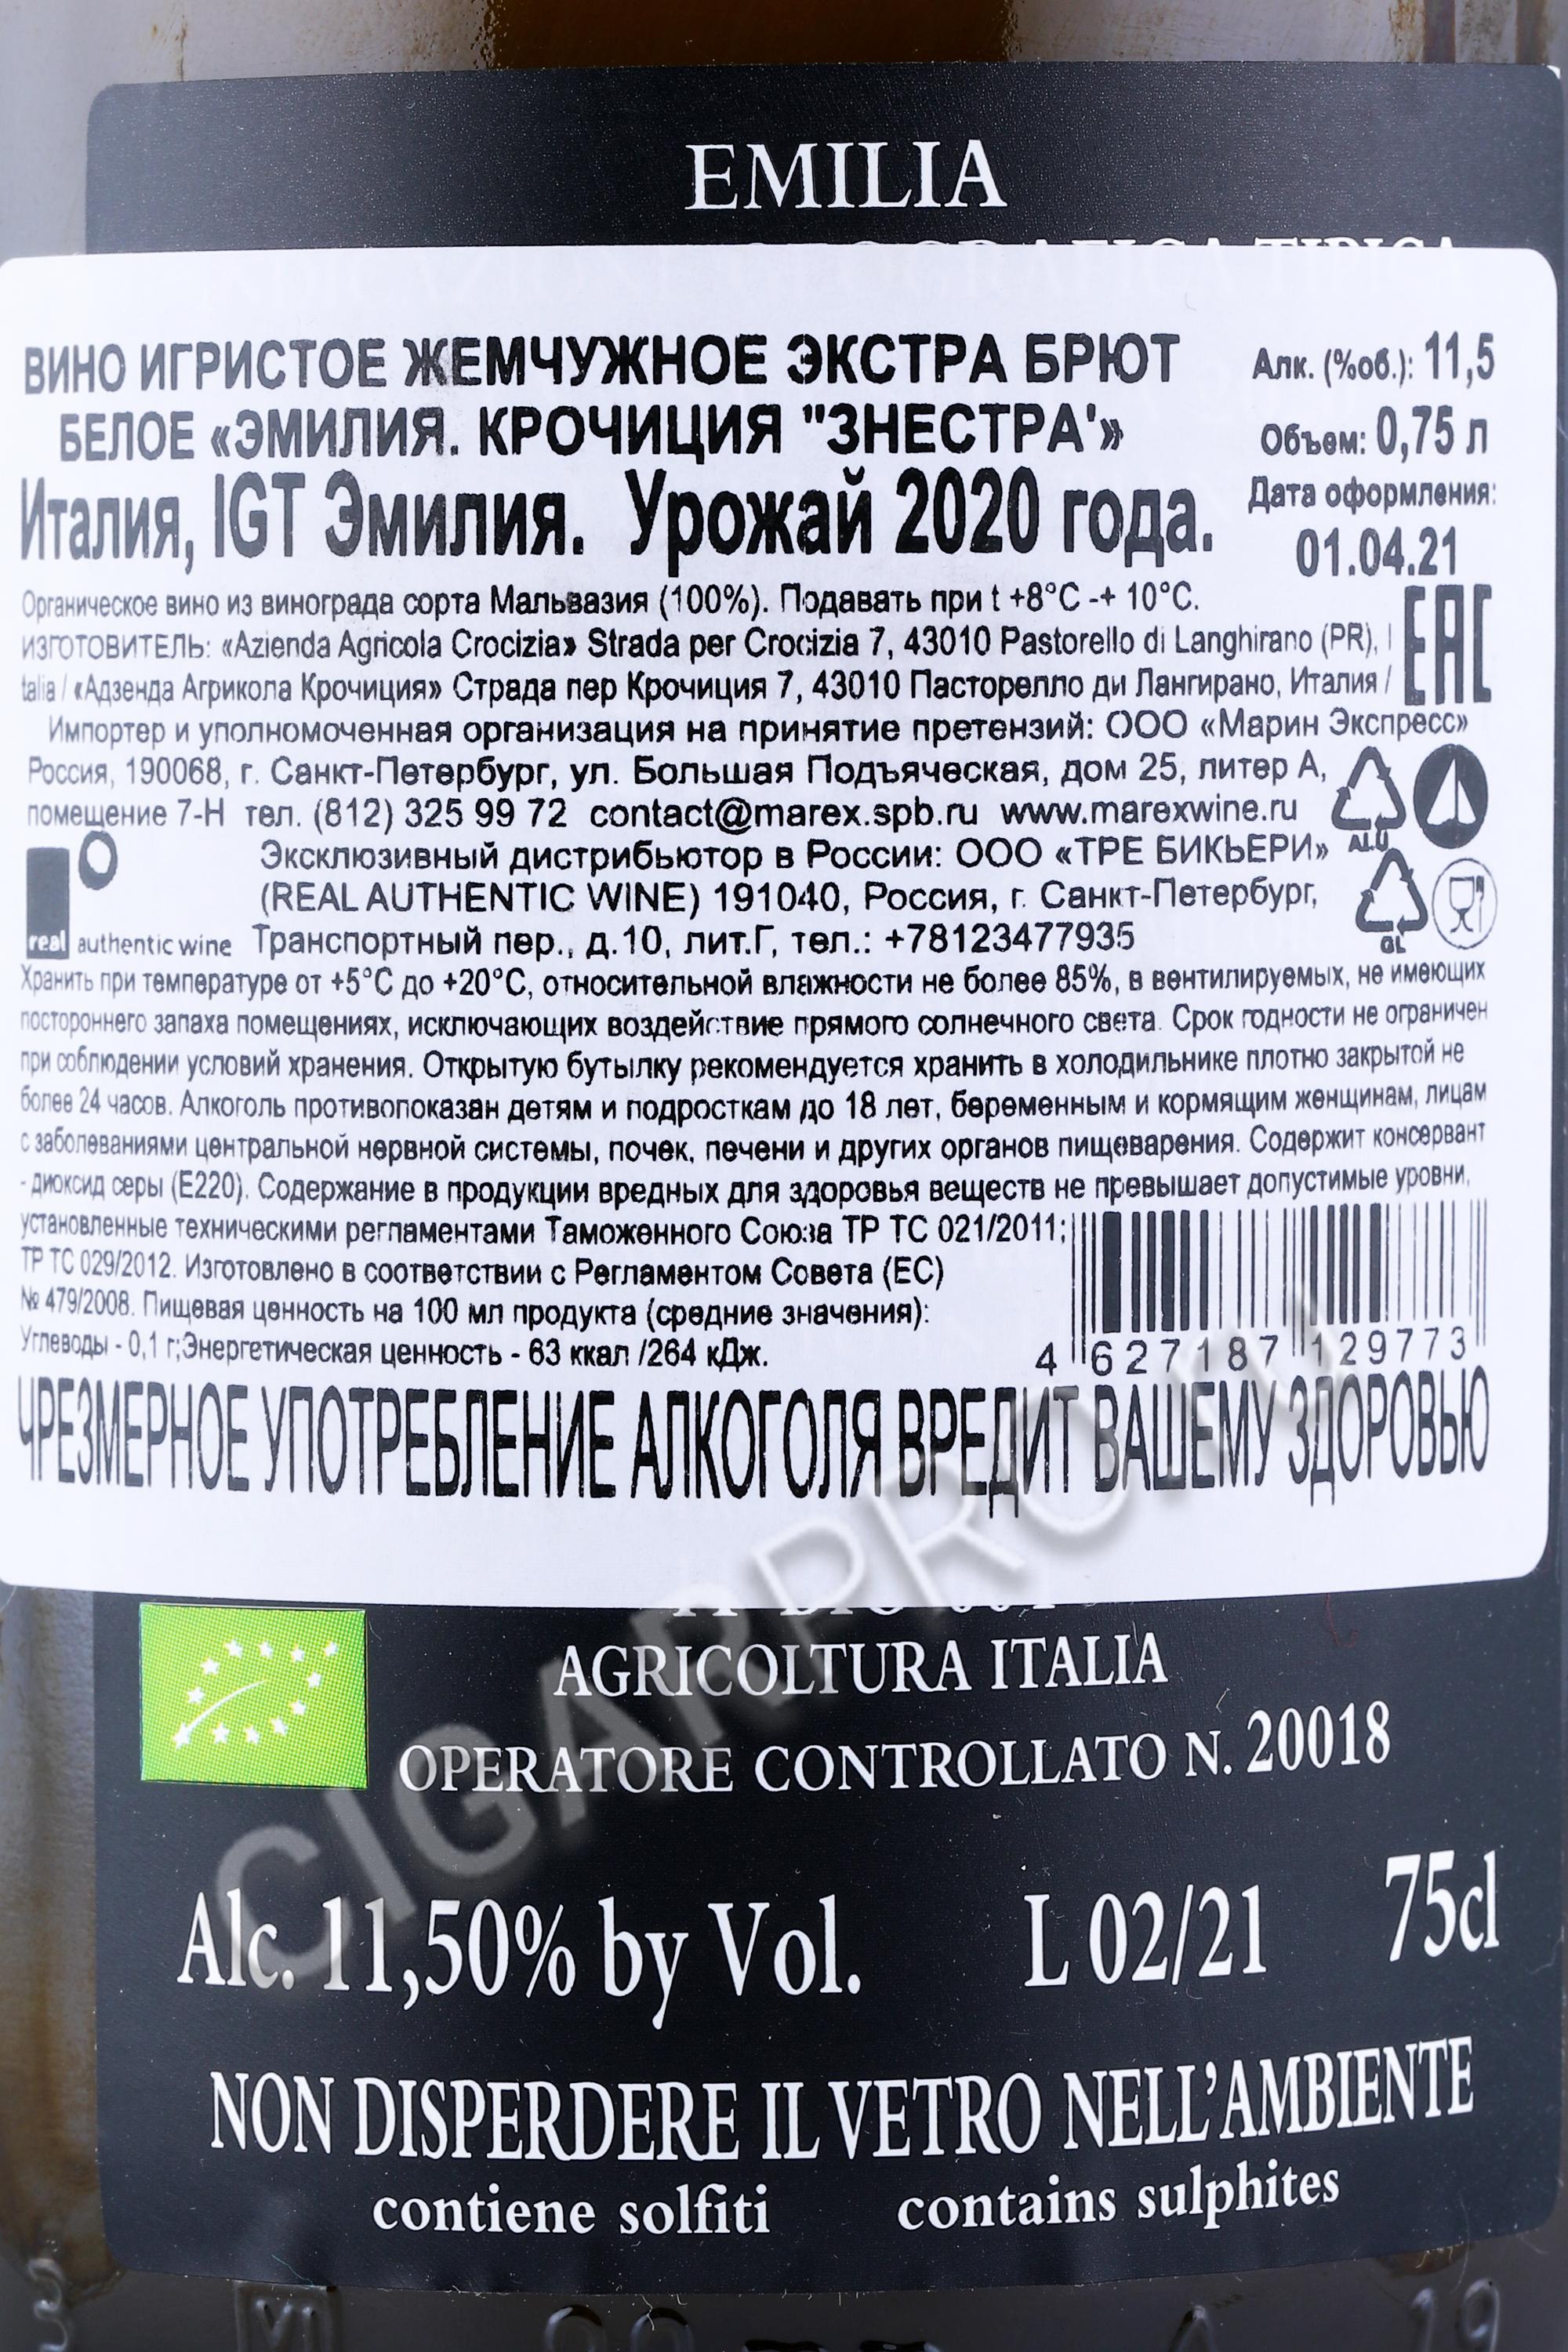 EMILIA
ВИНО ИГРИСТОЕ ЖЕМЧУЖНОЕ ЭКСТРА БРЮТ
БЕЛОЕ «ЭМИЛИЯ. КРОЧИЦИЯ "ЗНЕСТРА'»
Италия, IGT Эмилия. Урожай 2020 года.
Алк. (%об.): 11,5
Объем: 0,75 л
Дата оформления:
01.04.21
Органическое вино из винограда сорта Мальвазия (100%). Подавать при t +8°C -+ 10°C.
ИЗГОТОВИТЕЛЬ: «Azienda Agricola Crocizia» Strada per Crocizia 7, 43010 Pastorello di Langhirano (PR), I
talia / «Адзенда Агрикола Крочиция» Страда пер Крочиция 7, 43010 Пасторелло ди Лангирано, Италия /
EAC
Импортер и уполномоченная организация на принятие претензий: ООО «Марин Экспресс»
Россия, 190068, г. Санкт-Петербург, ул. Большая Подъяческая, дом 25, литер А,
помещение 7-Н тел. (812) 325 99 72 contact@marex.spb.ru www.marexwine.ru
ALU
Эксклюзивный дистрибьютор в России: ООО «ТРЕ БИКЬЕРИ»
(REAL AUTHENTIC WINE) 191040, Россия, г. Санкт-Петербург,
real authentic wine Транспортный пер., д.10, лит.Г, тел.: +78123477935
GL
Хранить при температуре от +5°C до +20°C, относительной влажности не более 85%, в вентилируемых, не имеющих
постороннего запаха помещениях, исключающих воздействие прямого солнечного света. Срок годности не ограничен
при соблюдении условий хранения. Открытую бутылку рекомендуется хранить в холодильнике плотно закрытой не
более 24 часов. Алкоголь противопоказан детям и подросткам до 18 лет, беременным и кормящим женщинам, лицам
с заболеваниями центральной нервной системы, почек, печени и других органов пищеварения. Содержит консервант
- диоксид серы (E220). Содержание в продукции вредных для здоровья веществ не превышает допустимые уровни,
установленные техническими регламентами Таможенного Союза ТР ТС 021/2011;
ТР ТС 029/2012. Изготовлено в соответствии с Регламентом Совета (ЕС)
№ 479/2008. Пищевая ценность на 100 мл продукта (средние значения):
Углеводы - 0,1 г;Энергетическая ценность - 63 ккал /264 кДж.
4 627187 129773
ЧРЕЗМЕРНОЕ УПОТРЕБЛЕНИЕ АЛКОГОЛЯ ВРЕДИТ ВАШЕМУ ЗДОРОВЬЮ
CIGARPRO.ru
AGRICOLTURA ITALIA
OPERATORE CONTROLLATO N. 20018
Alc. 11,50% by Vol. L 02/21 75cl
NON DISPERDERE IL VETRO NELL'AMBIENTE
contiene solfiti contains sulphites